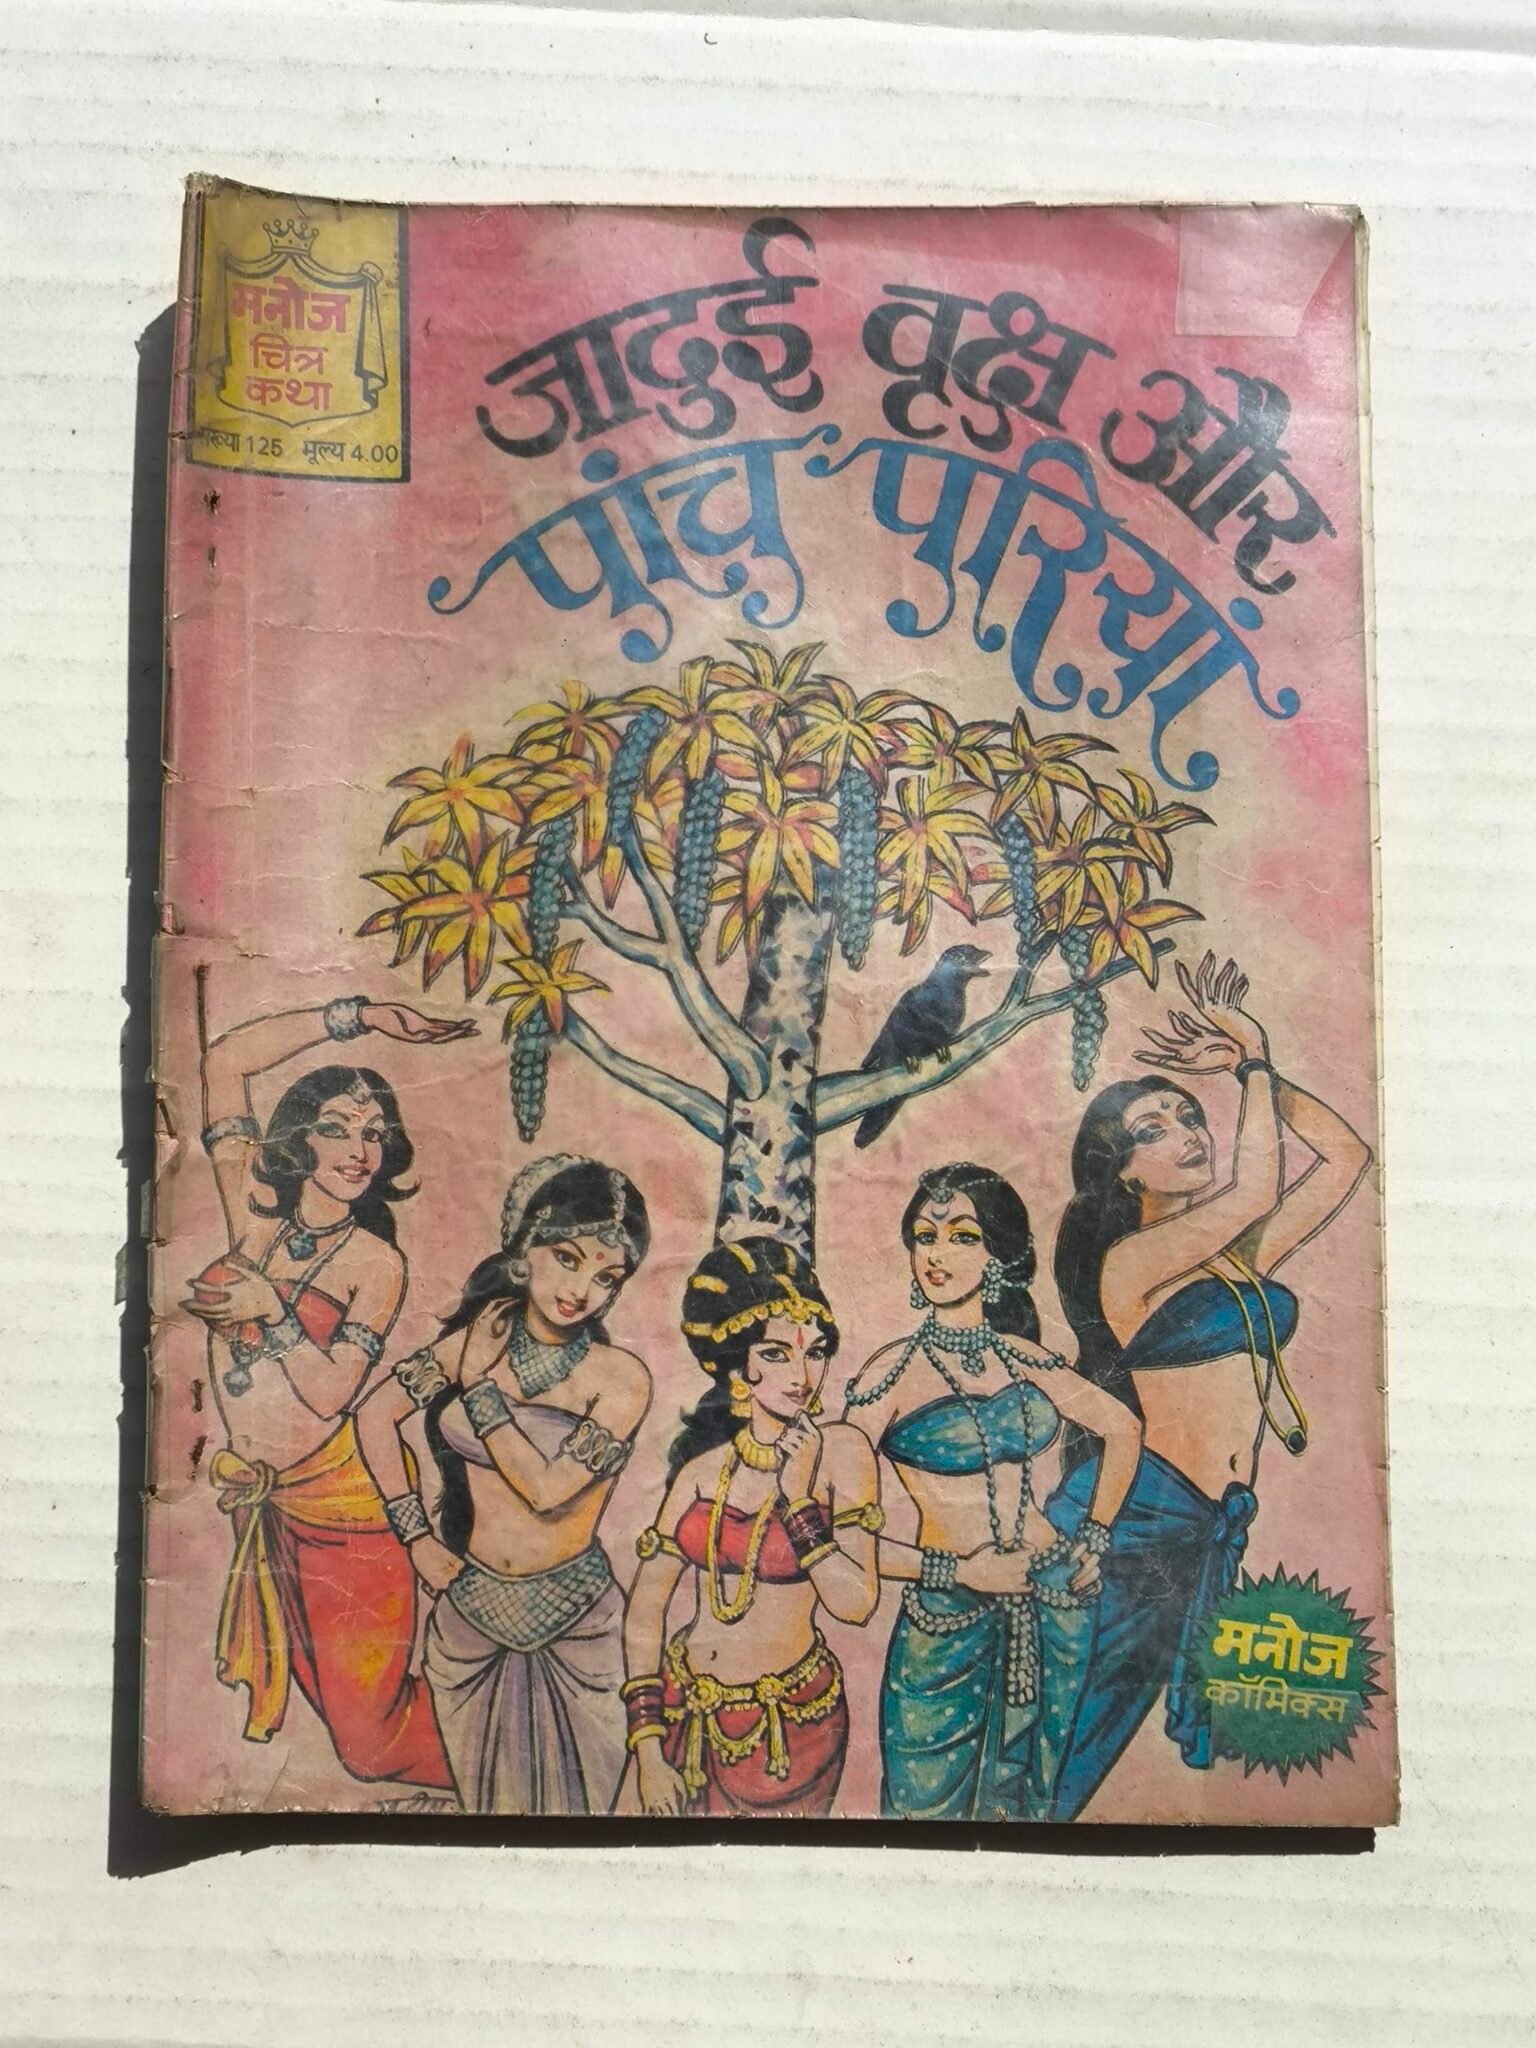 मनोज
चित्र
कथा
संख्या 125 मूल्य 4.00
जादुई वृक्ष और
पांच परियां
मनोज
कॉमिक्स